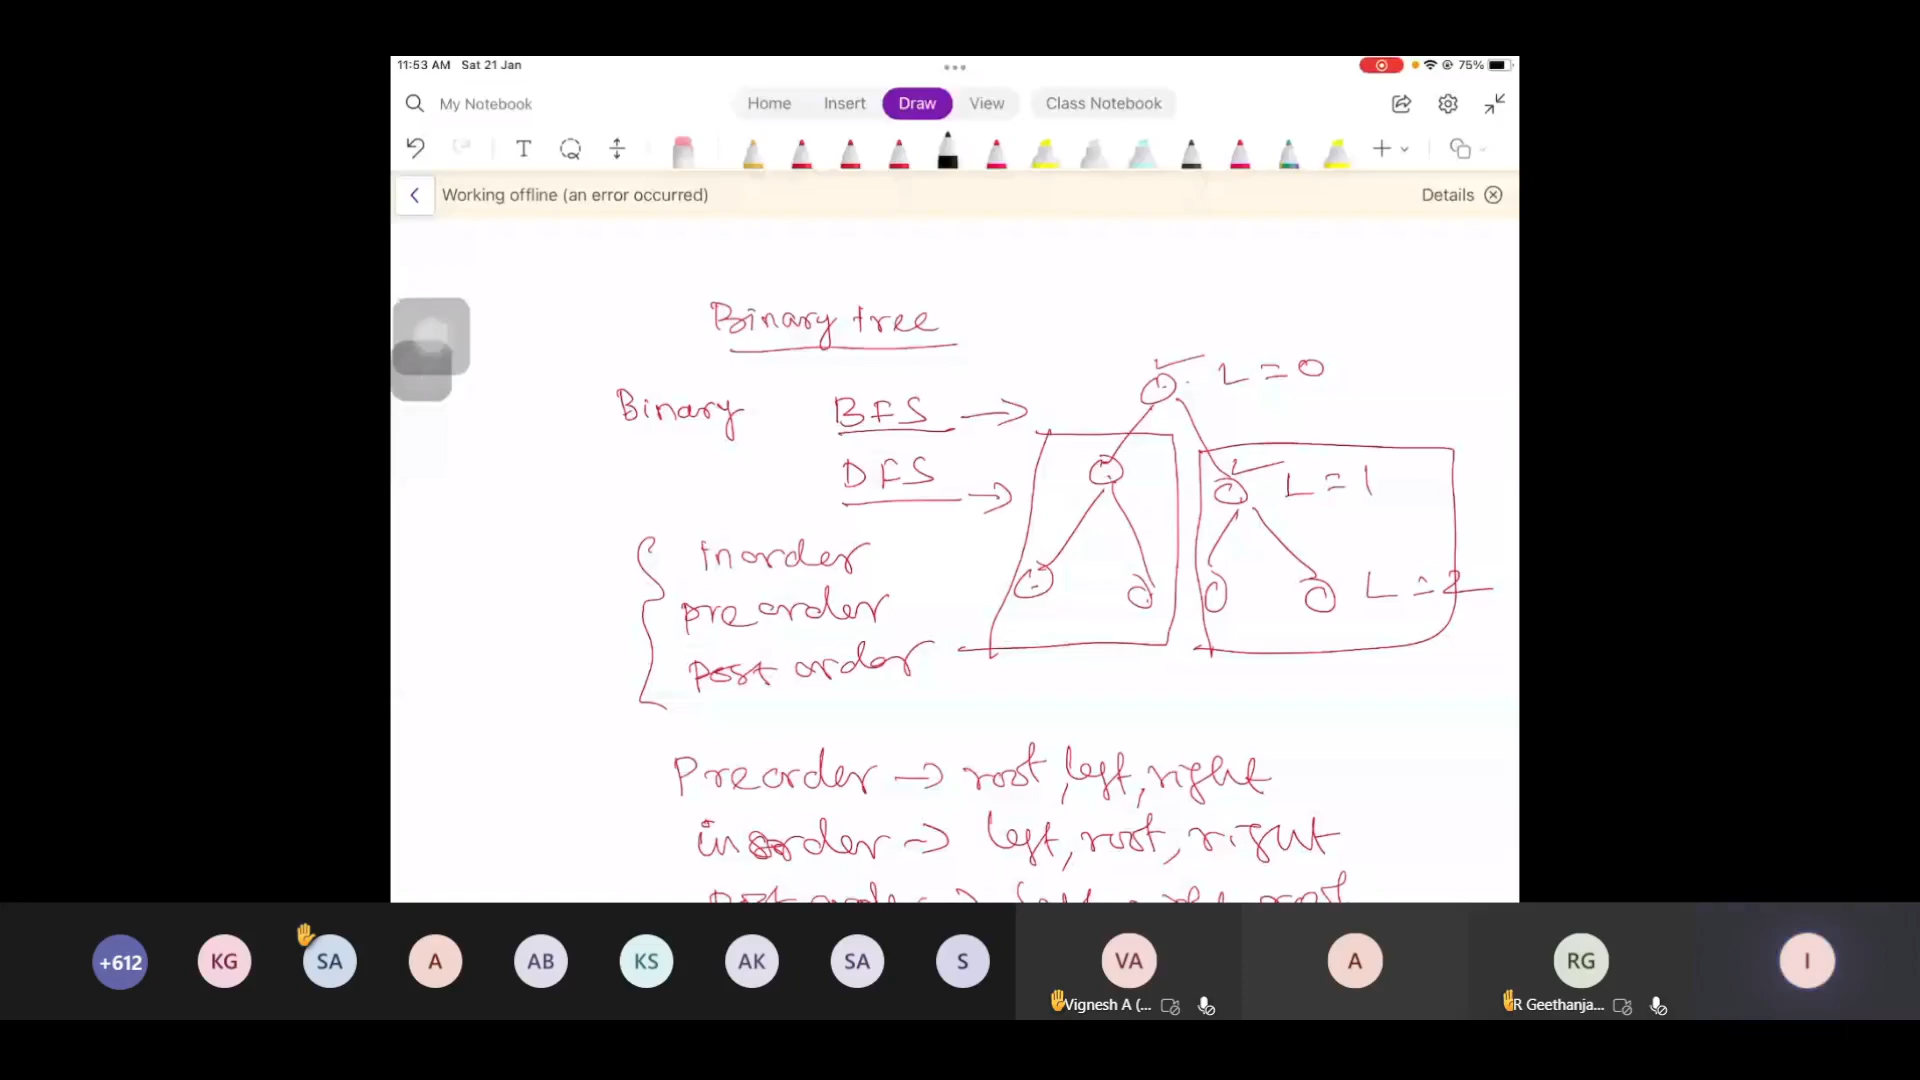 11:53 AM Sat 21 Jan
75%
My Notebook
Home Insert Draw View Class Notebook
Working offline (an error occurred)
Details
Binary tree
L = 0
Binary BFS →
DFS →
L = 1
inorder
preorder
L = 2
post order
Preorder → root, left, right
inorder → left, root, right
+612 KG SA A AB KS AK SA S VA A RG I
Vignesh A (...
R Geethanja...